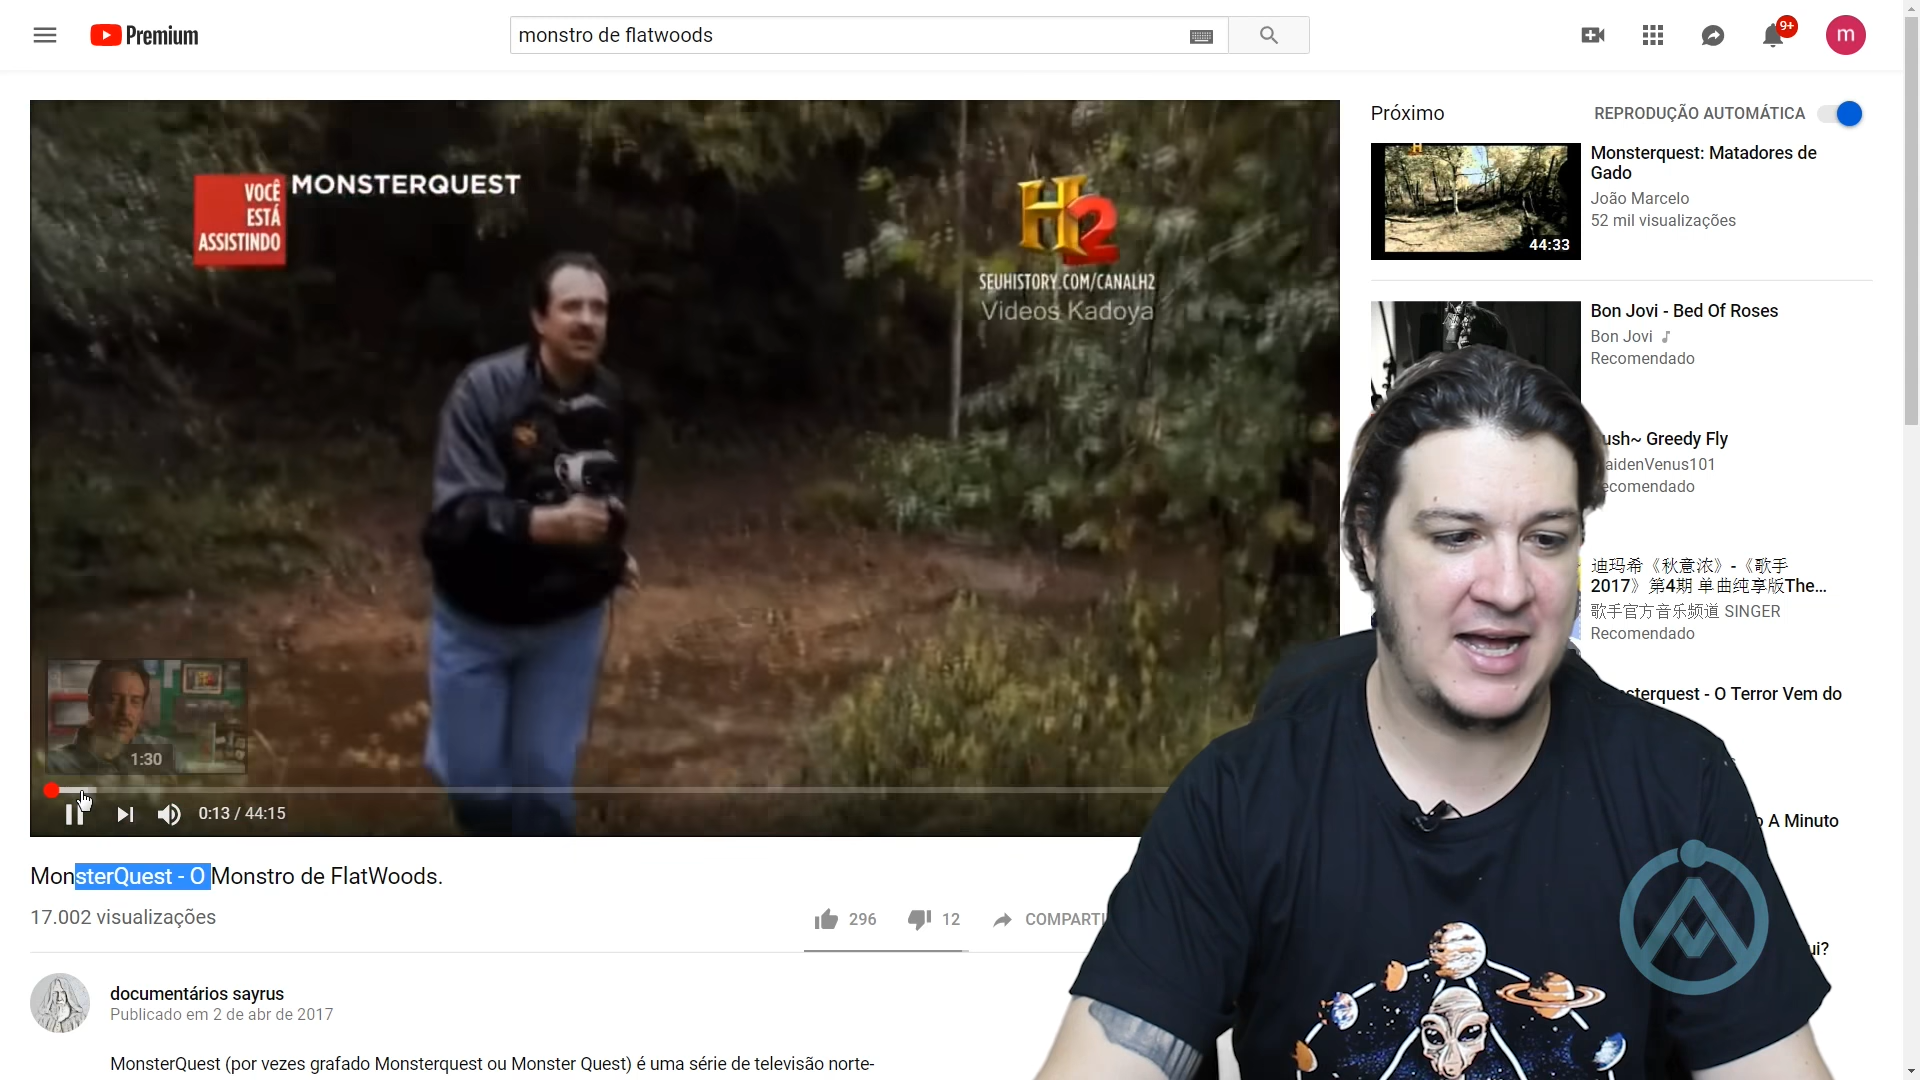 Premium
monstro de flatwoods
9+
m
VOCÊ
ESTÁ
ASSISTINDO
MONSTERQUEST
H2
SEUHISTORY.COM/CANALH2
Videos Kadoya
1:30
0:13 / 44:15
MonsterQuest - O Monstro de FlatWoods.
17.002 visualizações
296
12
COMPARTI
documentários sayrus
Publicado em 2 de abr de 2017
MonsterQuest (por vezes grafado Monsterquest ou Monster Quest) é uma série de televisão norte-
Próximo
REPRODUÇÃO AUTOMÁTICA
44:33
Monsterquest: Matadores de
Gado
João Marcelo
52 mil visualizações
Bon Jovi - Bed Of Roses
Bon Jovi
Recomendado
ush~ Greedy Fly
aidenVenus101
ecomendado
迪玛希《秋意浓》-《歌手
2017》第4期 单曲纯享版The...
歌手官方音乐频道 SINGER
Recomendado
sterquest - O Terror Vem do
A Minuto
ui?